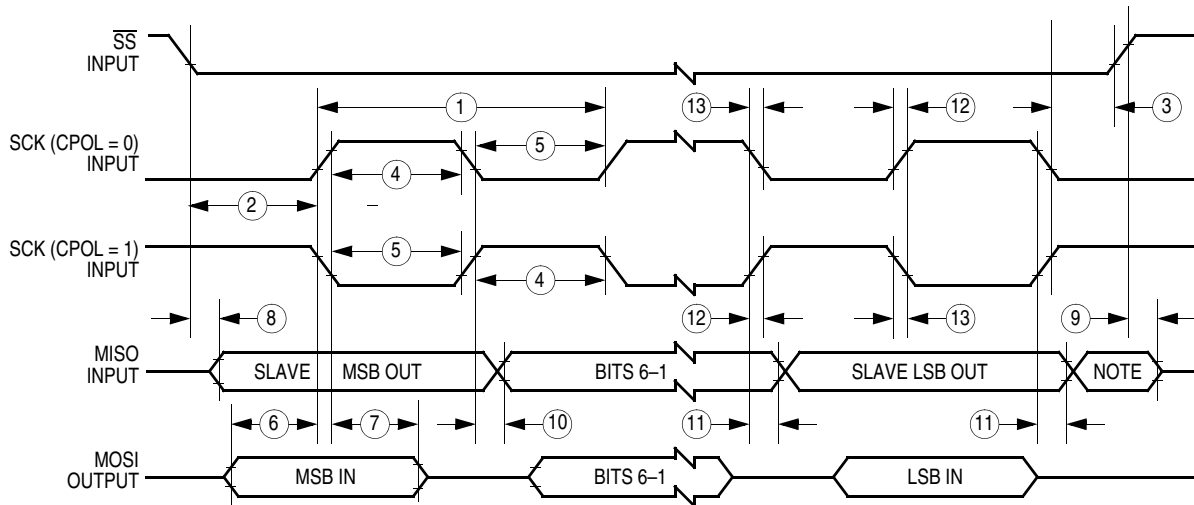 SS
INPUT
1
13
12
3
SCK (CPOL = 0)
INPUT
5
4
2
SCK (CPOL = 1)
INPUT
5
4
8
12
13
9
MISO
INPUT
SLAVE MSB OUT
BITS 6–1
SLAVE LSB OUT
NOTE
6
7
10
11
11
MOSI
OUTPUT
MSB IN
BITS 6–1
LSB IN